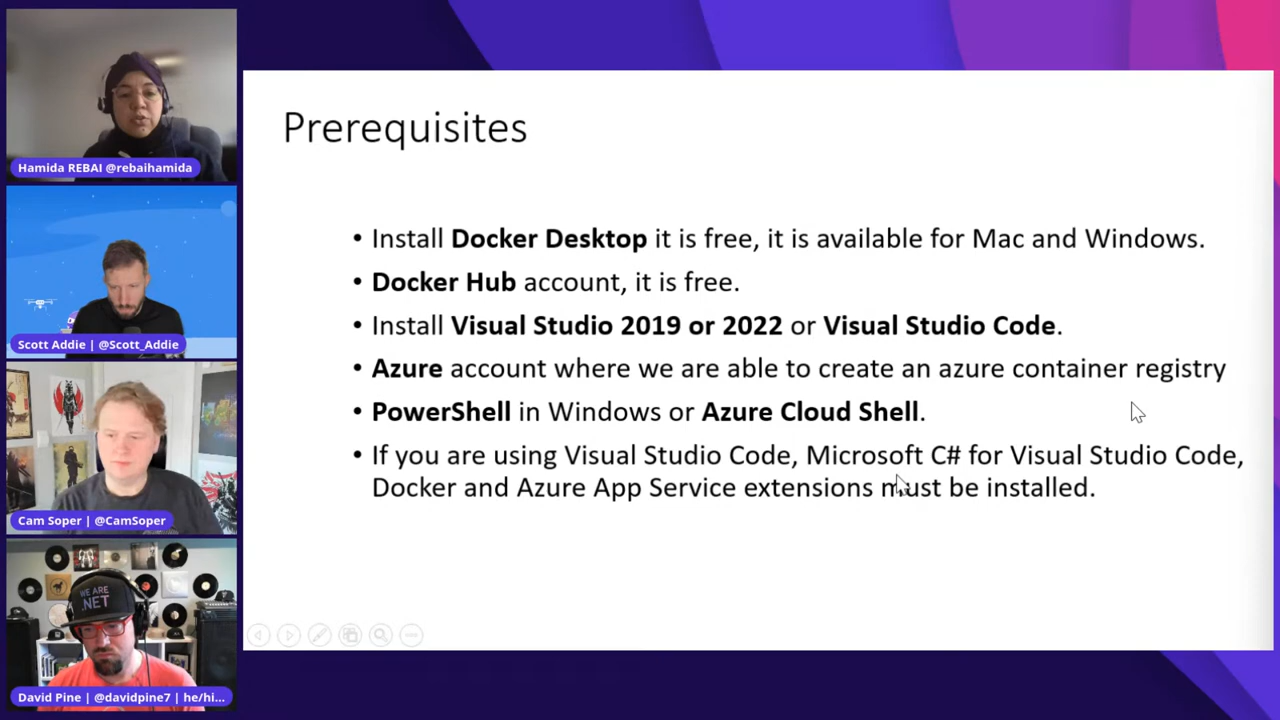 Hamida REBAI @rebaihamida
Scott Addie | @Scott_Addie
Cam Soper | @CamSoper
WE ARE
.NET
David Pine | @davidpine7 | he/hi...
Prerequisites
• Install Docker Desktop it is free, it is available for Mac and Windows.
• Docker Hub account, it is free.
• Install Visual Studio 2019 or 2022 or Visual Studio Code.
• Azure account where we are able to create an azure container registry
• PowerShell in Windows or Azure Cloud Shell.
• If you are using Visual Studio Code, Microsoft C# for Visual Studio Code,
Docker and Azure App Service extensions must be installed.